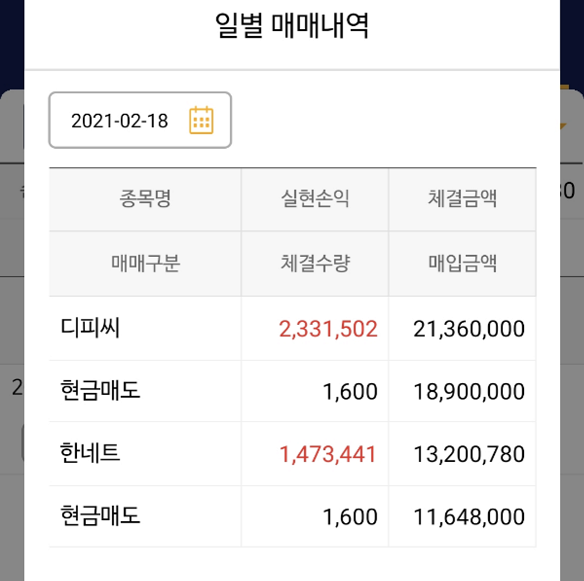 일별 매매내역
2021-02-18
종목명 실현손익 체결금액
매매구분 체결수량 매입금액
디피씨 2,331,502 21,360,000
현금매도 1,600 18,900,000
한네트 1,473,441 13,200,780
현금매도 1,600 11,648,000